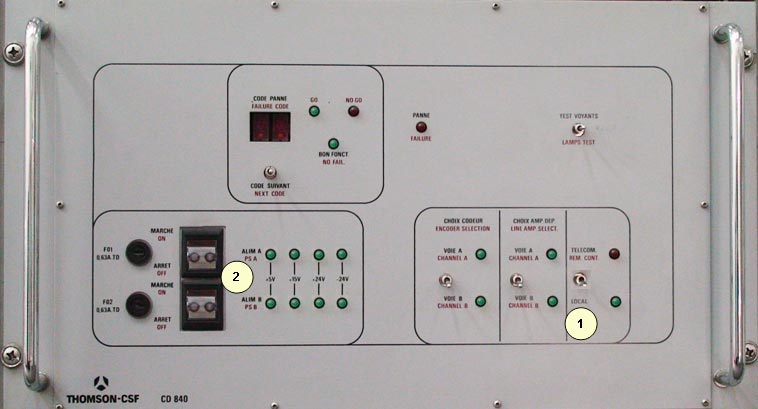 CODE PANNE
FAILURE CODE
GO
NO GO
BON FONCT.
NO FAIL.
CODE SUIVANT
NEXT CODE
PANNE
FAILURE
TEST VOYANTS
LAMPS TEST
F01
0,63A.TD
MARCHE
ON
ARRET
OFF
ALIM A
PS A
+5V
-15V
+24V
-24V
2
F02
0,63A.TD
MARCHE
ON
ARRET
OFF
ALIM B
PS B
CHOIX CODEUR
ENCODER SELECTION
VOIE A
CHANNEL A
VOIE B
CHANNEL B
CHOIX AMP DEP.
LINE AMP SELECT.
VOIE A
CHANNEL A
VOIE B
CHANNEL B
TELECOM.
REM. CONT.
LOCAL
1
THOMSON-CSF
CD 840